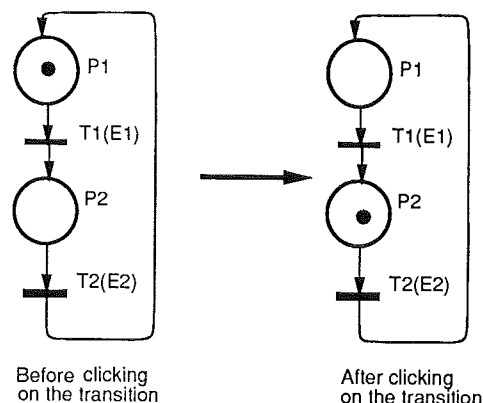 P1
T1(E1)
P2
T2(E2)
Before clicking
on the transition
P1
T1(E1)
P2
T2(E2)
After clicking
on the transition